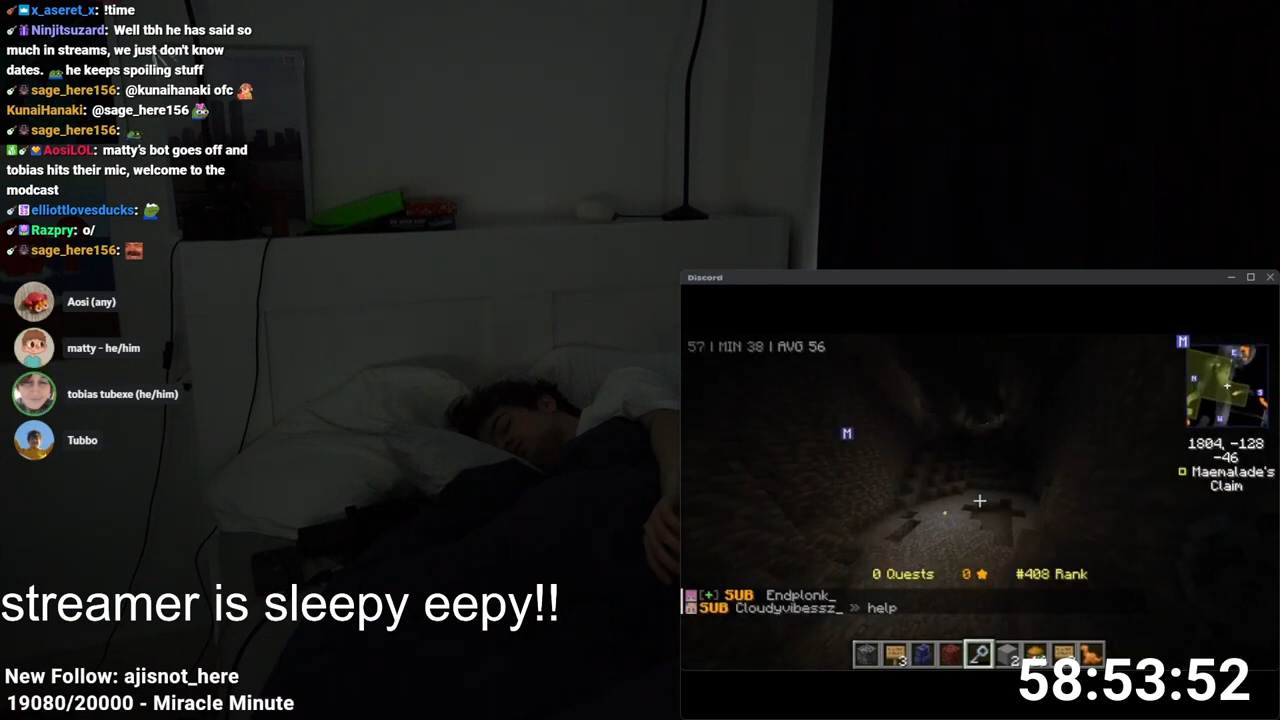 x_aseret_x: !time
Ninjitsuzard: Well tbh he has said so
much in streams, we just don't know
dates. he keeps spoiling stuff
sage_here156: @kunaihanaki ofc
KunaiHanaki: @sage_here156
sage_here156:
AosiLOL: matty's bot goes off and
tobias hits their mic, welcome to the
modcast
elliottlovesducks:
Razpry: o/
sage_here156:
Aosi (any)
matty - he/him
tobias tubexe (he/him)
Tubbo
streamer is sleepy eepy!!
New Follow: ajisnot_here
19080/20000 - Miracle Minute
Discord
57 | MIN 38 | AVG 56
M
M
1804, -128
-46
Maemalade's
Claim
0 Quests 0 #408 Rank
[+] SUB Endplonk_
SUB Cloudyvibessz_ » help
3 2
58:53:52